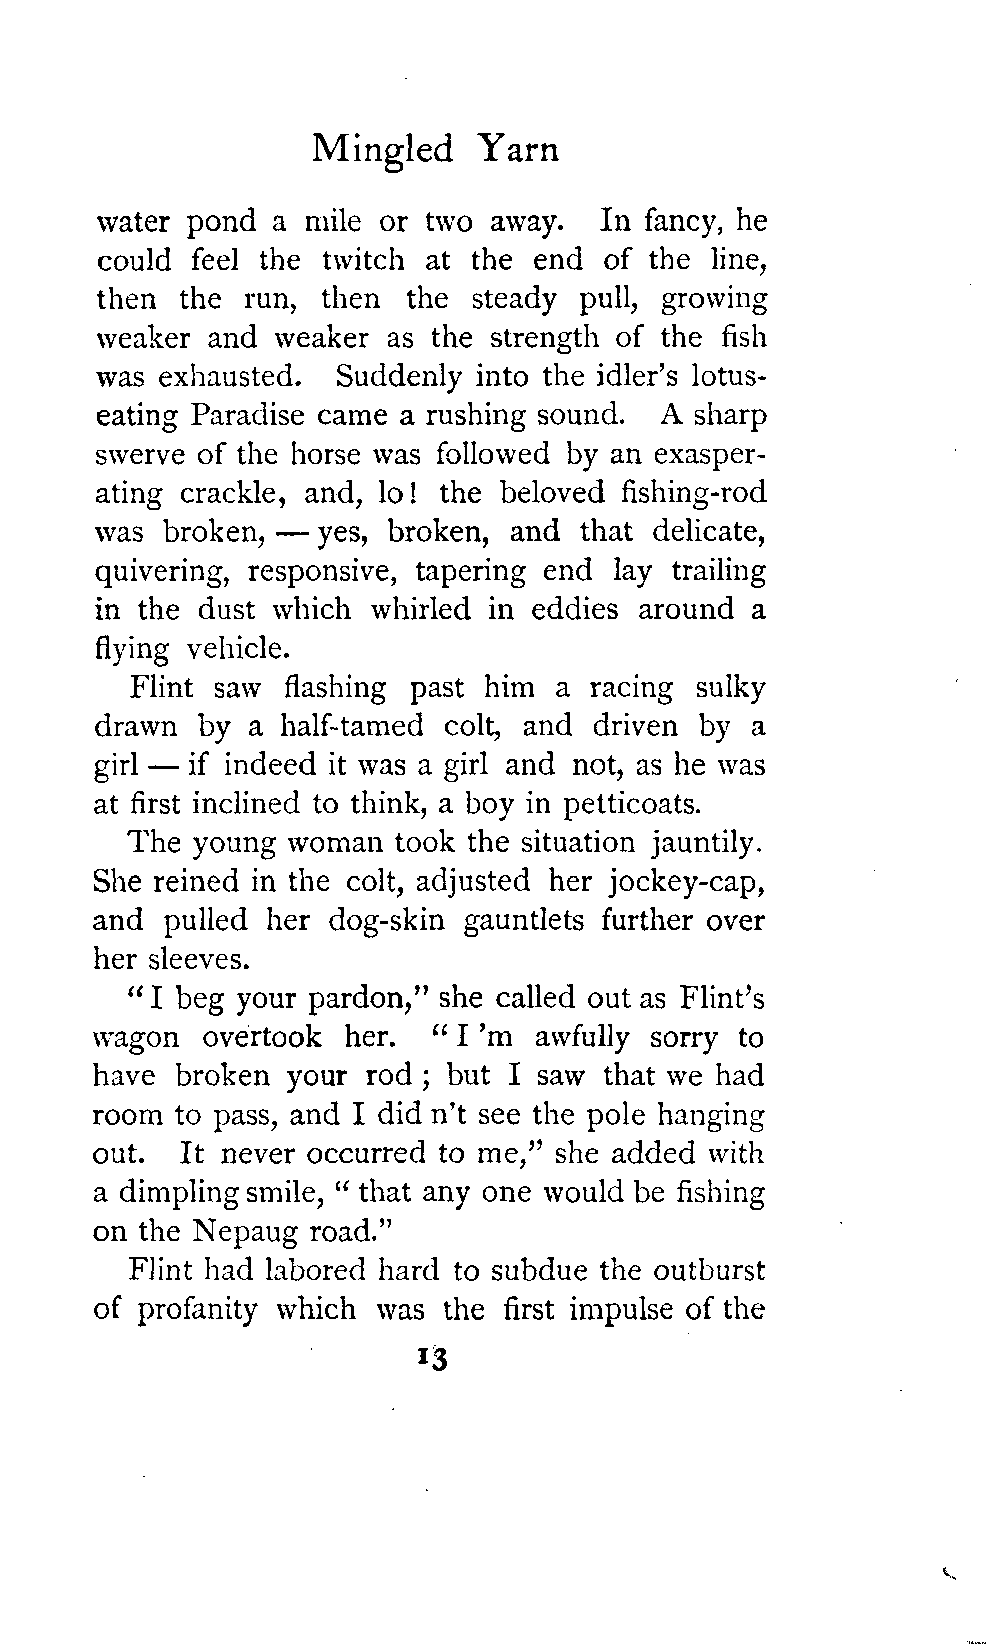 Mingled Yarn
water pond a mile or two away. In fancy, he
could feel the twitch at the end of the line,
then the run, then the steady pull, growing
weaker and weaker as the strength of the fish
was exhausted. Suddenly into the idler's lotus-
eating Paradise came a rushing sound. A sharp
swerve of the horse was followed by an exasper-
ating crackle, and, lo! the beloved fishing-rod
was broken, — yes, broken, and that delicate,
quivering, responsive, tapering end lay trailing
in the dust which whirled in eddies around a
flying vehicle.
Flint saw flashing past him a racing sulky
drawn by a half-tamed colt, and driven by a
girl — if indeed it was a girl and not, as he was
at first inclined to think, a boy in petticoats.
The young woman took the situation jauntily.
She reined in the colt, adjusted her jockey-cap,
and pulled her dog-skin gauntlets further over
her sleeves.
"I beg your pardon," she called out as Flint's
wagon overtook her. "I 'm awfully sorry to
have broken your rod ; but I saw that we had
room to pass, and I did n't see the pole hanging
out. It never occurred to me," she added with
a dimpling smile, "that any one would be fishing
on the Nepaug road."
Flint had labored hard to subdue the outburst
of profanity which was the first impulse of the
13